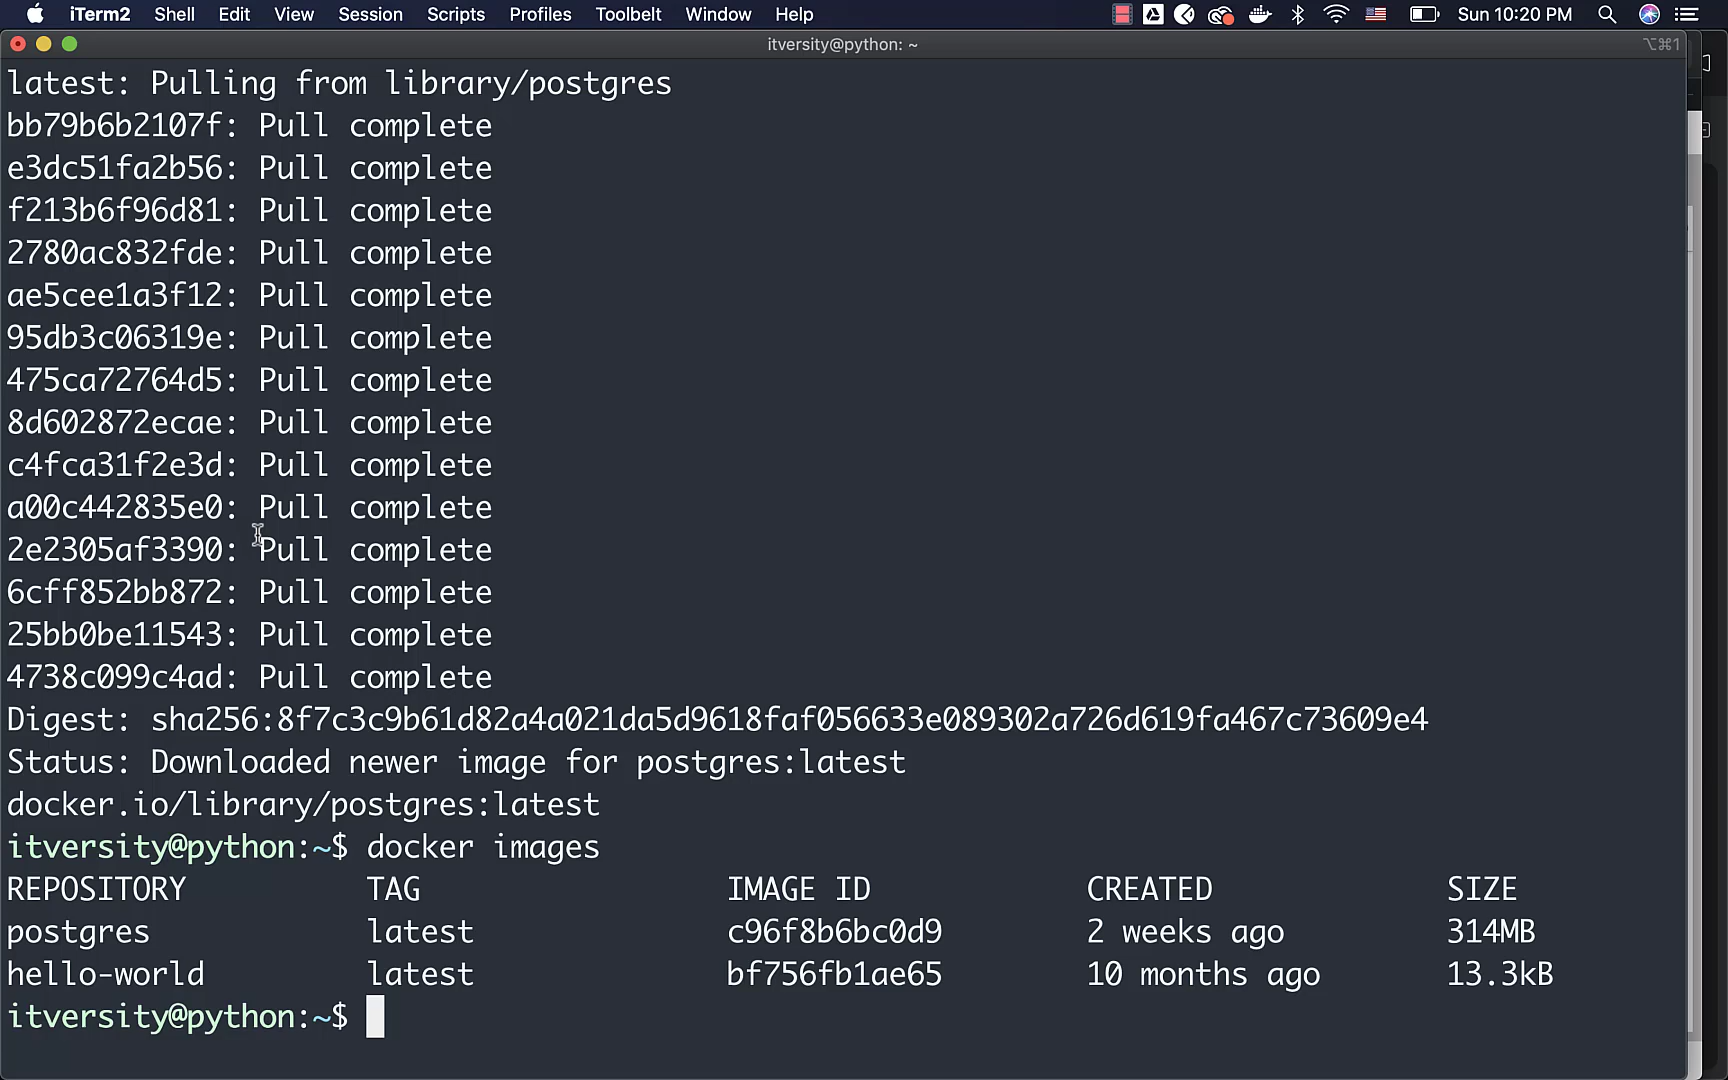 iTerm2 Shell Edit View Session Scripts Profiles Toolbelt Window Help Sun 10:20 PM
itversity@python: ~ ⌥⌘1
latest: Pulling from library/postgres
bb79b6b2107f: Pull complete
e3dc51fa2b56: Pull complete
f213b6f96d81: Pull complete
2780ac832fde: Pull complete
ae5cee1a3f12: Pull complete
95db3c06319e: Pull complete
475ca72764d5: Pull complete
8d602872ecae: Pull complete
c4fca31f2e3d: Pull complete
a00c442835e0: Pull complete
2e2305af3390: Pull complete
6cff852bb872: Pull complete
25bb0be11543: Pull complete
4738c099c4ad: Pull complete
Digest: sha256:8f7c3c9b61d82a4a021da5d9618faf056633e089302a726d619fa467c73609e4
Status: Downloaded newer image for postgres:latest
docker.io/library/postgres:latest
itversity@python:~$ docker images
REPOSITORY TAG IMAGE ID CREATED SIZE
postgres latest c96f8b6bc0d9 2 weeks ago 314MB
hello-world latest bf756fb1ae65 10 months ago 13.3kB
itversity@python:~$